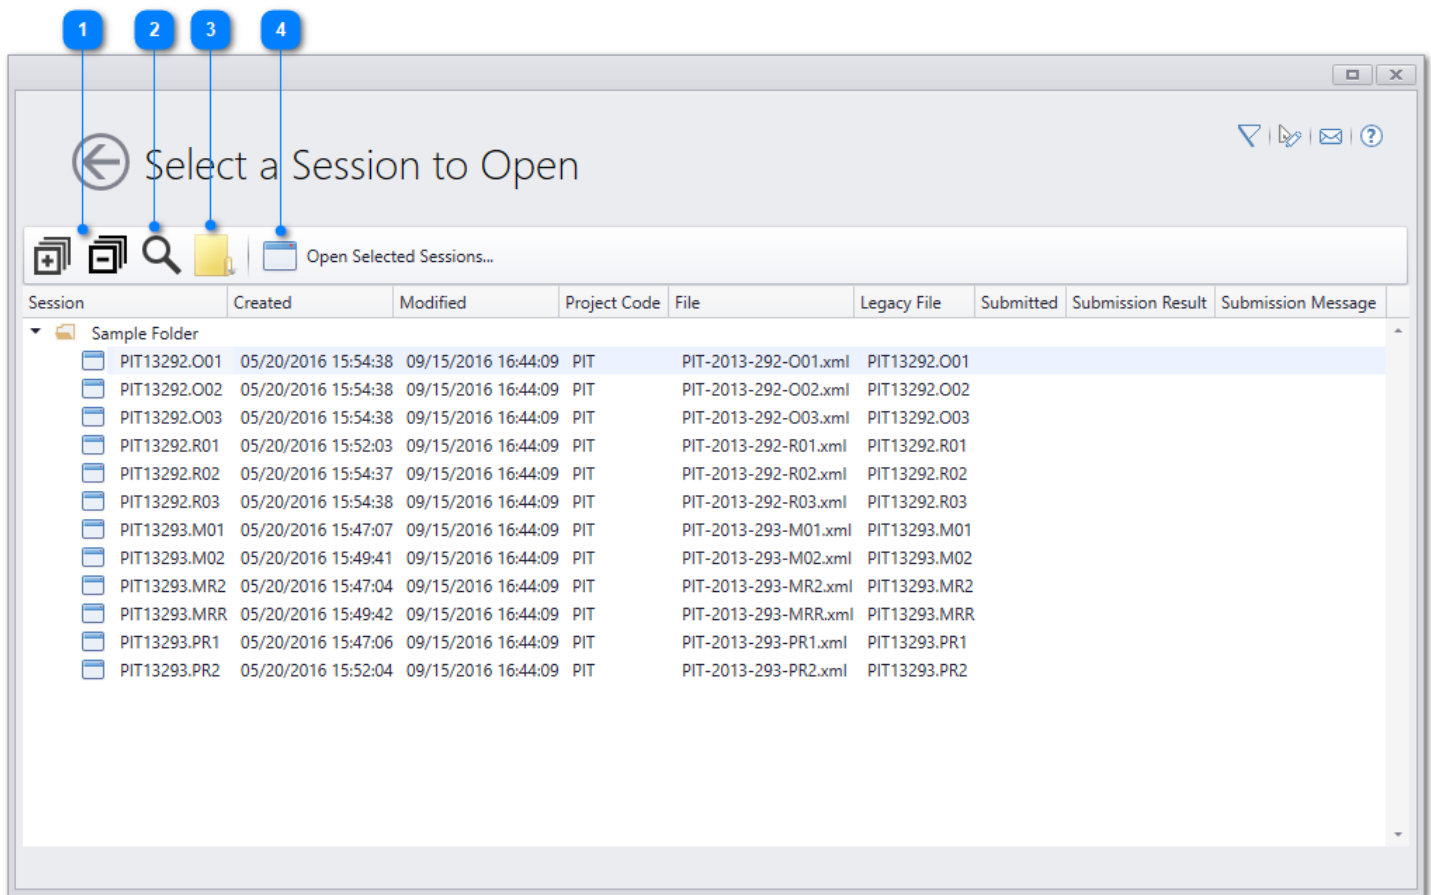 1 2 3 4
Select a Session to Open
Open Selected Sessions...
Session Created Modified Project Code File Legacy File Submitted Submission Result Submission Message
Sample Folder
PIT13292.O01 05/20/2016 15:54:38 09/15/2016 16:44:09 PIT PIT-2013-292-O01.xml PIT13292.O01
PIT13292.O02 05/20/2016 15:54:38 09/15/2016 16:44:09 PIT PIT-2013-292-O02.xml PIT13292.O02
PIT13292.O03 05/20/2016 15:54:38 09/15/2016 16:44:09 PIT PIT-2013-292-O03.xml PIT13292.O03
PIT13292.R01 05/20/2016 15:52:03 09/15/2016 16:44:09 PIT PIT-2013-292-R01.xml PIT13292.R01
PIT13292.R02 05/20/2016 15:54:37 09/15/2016 16:44:09 PIT PIT-2013-292-R02.xml PIT13292.R02
PIT13292.R03 05/20/2016 15:54:38 09/15/2016 16:44:09 PIT PIT-2013-292-R03.xml PIT13292.R03
PIT13293.M01 05/20/2016 15:47:07 09/15/2016 16:44:09 PIT PIT-2013-293-M01.xml PIT13293.M01
PIT13293.M02 05/20/2016 15:49:41 09/15/2016 16:44:09 PIT PIT-2013-293-M02.xml PIT13293.M02
PIT13293.MR2 05/20/2016 15:47:04 09/15/2016 16:44:09 PIT PIT-2013-293-MR2.xml PIT13293.MR2
PIT13293.MRR 05/20/2016 15:49:42 09/15/2016 16:44:09 PIT PIT-2013-293-MRR.xml PIT13293.MRR
PIT13293.PR1 05/20/2016 15:47:06 09/15/2016 16:44:09 PIT PIT-2013-293-PR1.xml PIT13293.PR1
PIT13293.PR2 05/20/2016 15:52:04 09/15/2016 16:44:09 PIT PIT-2013-293-PR2.xml PIT13293.PR2